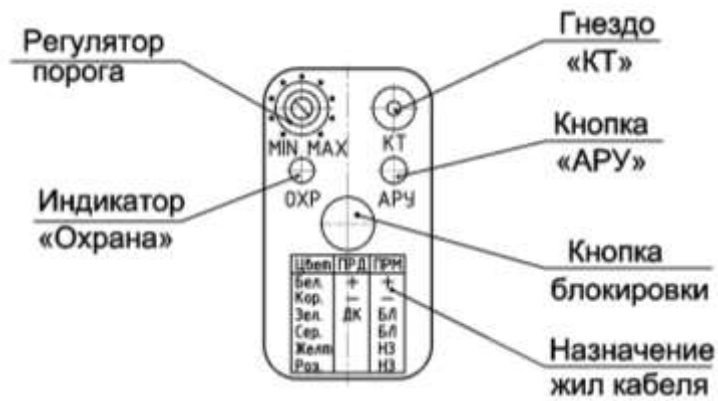 Регулятор
порога
Гнездо
«КТ»
MIN MAX
КТ
Кнопка
«АРУ»
Индикатор
«Охрана»
ОХР
АРУ
Кнопка
блокировки
Цвет ПРД ПРМ
Бел. + +
Кор. – –
Зел. ДК БЛ
Сер. БЛ
Желт НЗ
Роз. НЗ
Назначение
жил кабеля